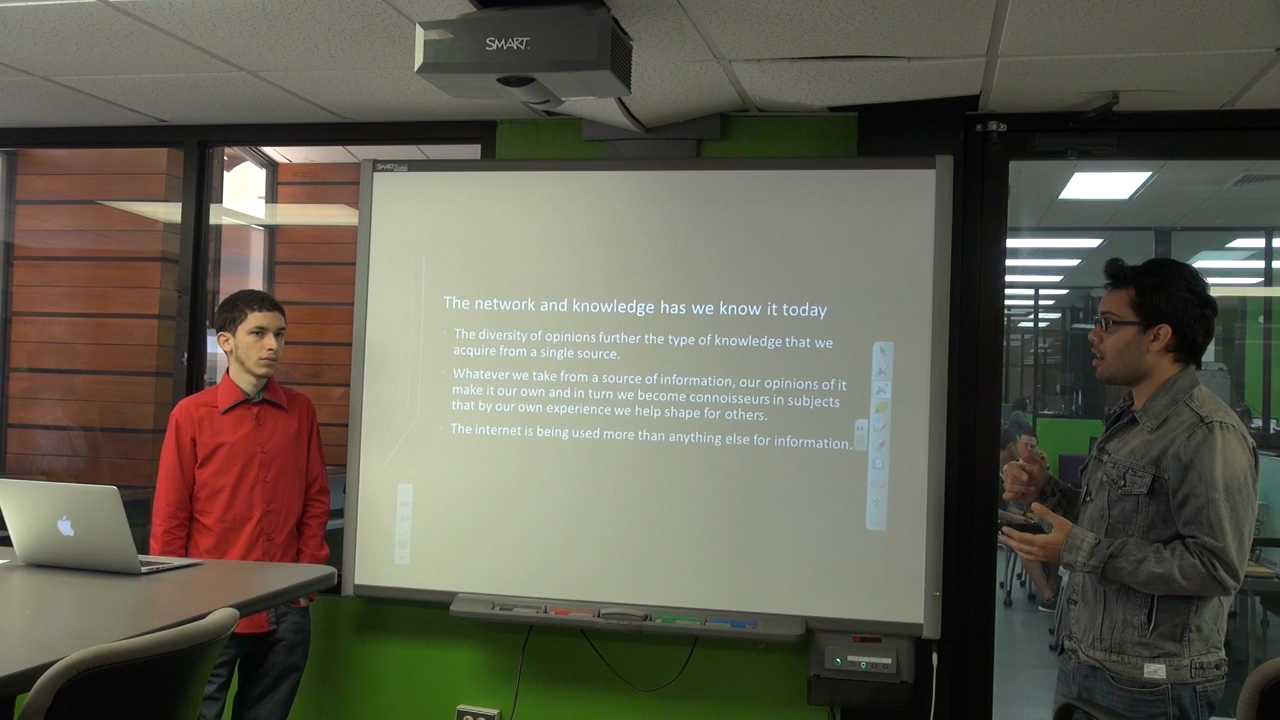 SMART
SMART
The network and knowledge has we know it today
The diversity of opinions further the type of knowledge that we
acquire from a single source.
Whatever we take from a source of information, our opinions of it
make it our own and in turn we become connoisseurs in subjects
that by our own experience we help shape for others.
The internet is being used more than anything else for information.